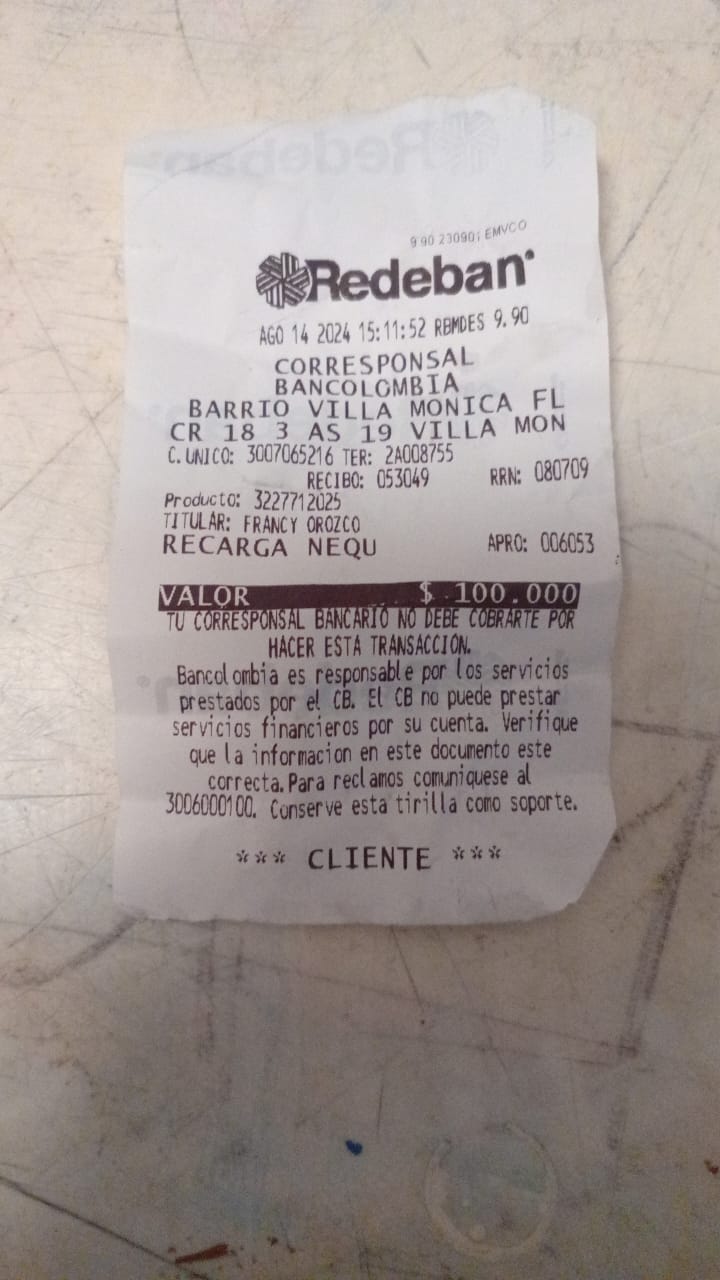 9 90 230901 EMVCO
Redeban
AGO 14 2024 15:11:52 RBMDES 9.90
CORRESPONSAL
BANCOLOMBIA
BARRIO VILLA MONICA FL
CR 18 3 AS 19 VILLA MON
C.UNICO: 3007065216 TER: 2A008755
RECIBO: 053049 RRN: 080709
Producto: 3227712025
TITULAR: FRANCY OROZCO
RECARGA NEQU APRO: 006053
VALOR $ 100.000
TU CORRESPONSAL BANCARIO NO DEBE COBRARTE POR
HACER ESTA TRANSACCION.
Bancolombia es responsable por los servicios
prestados por el CB. El CB no puede prestar
servicios financieros por su cuenta. Verifique
que la informacion en este documento este
correcta.Para reclamos comuniquese al
3006000100. Conserve esta tirilla como soporte.
*** CLIENTE ***